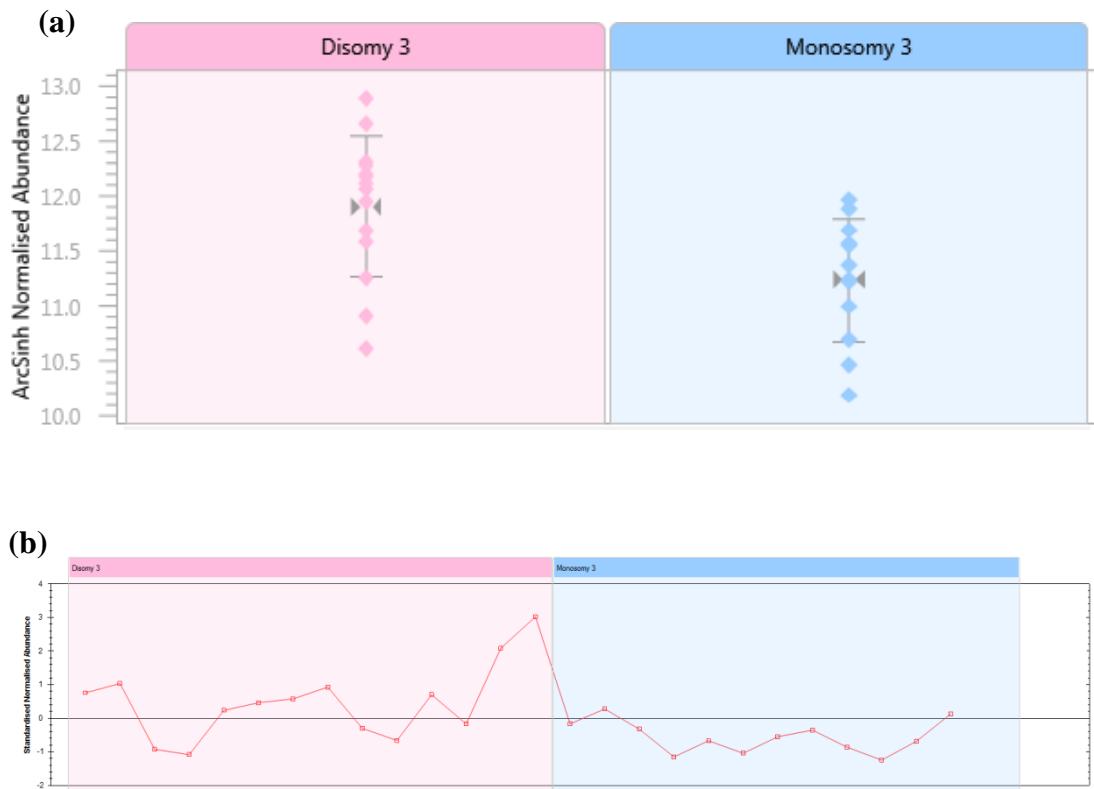 (a)
Disomy 3
Monosomy 3
ArcSinh Normalised Abundance
13.0
12.5
12.0
11.5
11.0
10.5
10.0
(b)
Disomy 3
Monosomy 3
Standardised Normalised Abundance
4
3
2
1
0
-1
-2